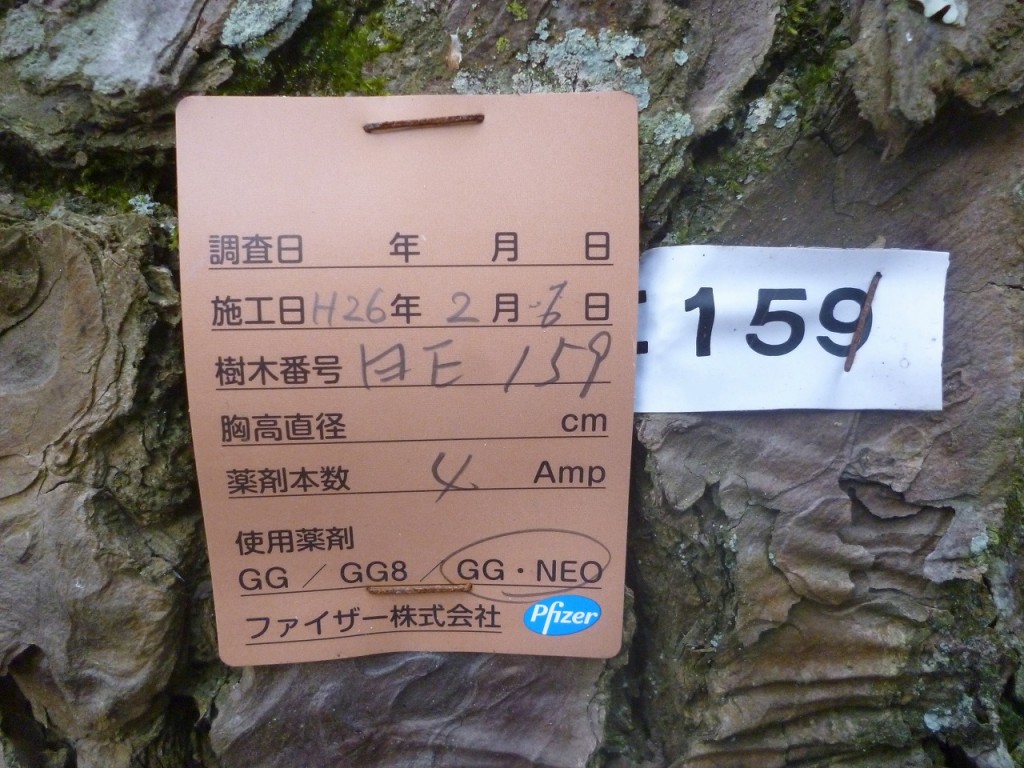 調査日 年 月 日
施工日 H26年 2月 6日
樹木番号 E 159
胸高直径 cm
薬剤本数 4 Amp
使用薬剤
GG / GG8 / GG・NEO
ファイザー株式会社 Pfizer
159